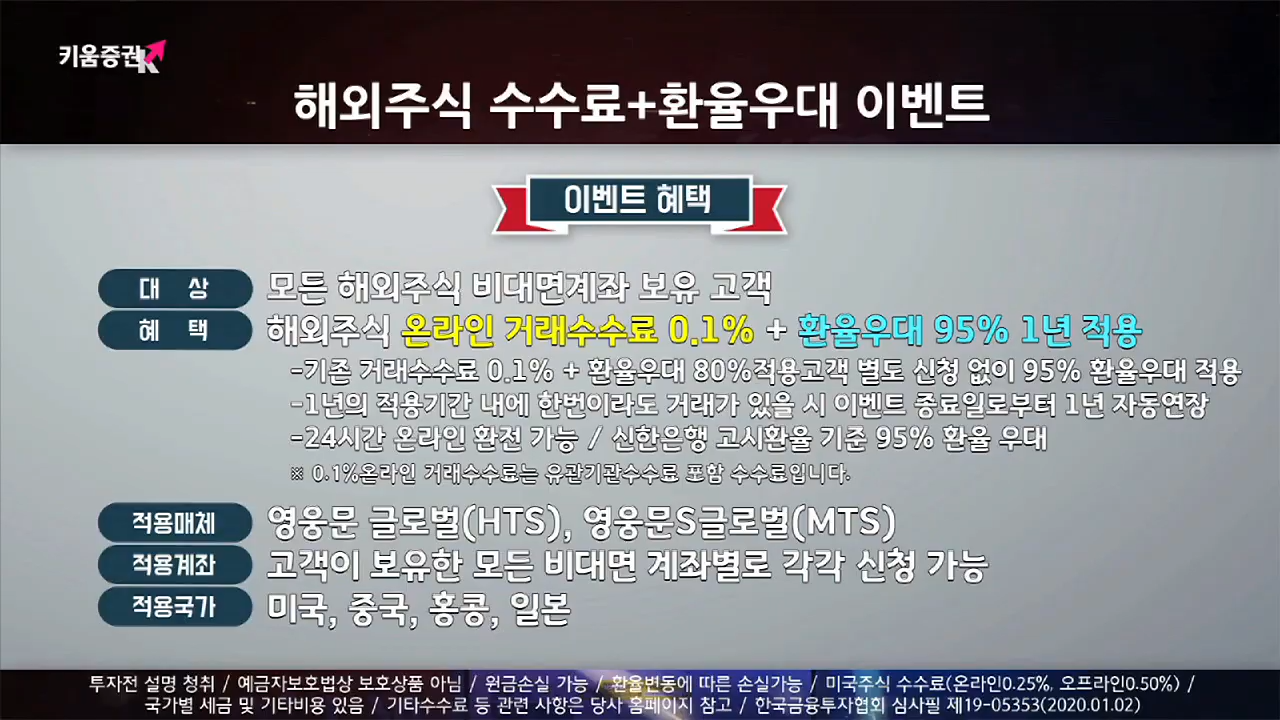 키움증권
해외주식 수수료+환율우대 이벤트
이벤트 혜택
대 상 모든 해외주식 비대면계좌 보유 고객
혜 택 해외주식 온라인 거래수수료 0.1% + 환율우대 95% 1년 적용
-기존 거래수수료 0.1% + 환율우대 80%적용고객 별도 신청 없이 95% 환율우대 적용
-1년의 적용기간 내에 한번이라도 거래가 있을 시 이벤트 종료일로부터 1년 자동연장
-24시간 온라인 환전 가능 / 신한은행 고시환율 기준 95% 환율 우대
※ 0.1%온라인 거래수수료는 유관기관수수료 포함 수수료입니다.
적용매체 영웅문 글로벌(HTS), 영웅문S글로벌(MTS)
적용계좌 고객이 보유한 모든 비대면 계좌별로 각각 신청 가능
적용국가 미국, 중국, 홍콩, 일본
투자전 설명 청취 / 예금자보호법상 보호상품 아님 / 원금손실 가능 / 환율변동에 따른 손실가능 / 미국주식 수수료(온라인0.25%, 오프라인0.50%) /
국가별 세금 및 기타비용 있음 / 기타수수료 등 관련 사항은 당사 홈페이지 참고 / 한국금융투자협회 심사필 제19-05353(2020.01.02)